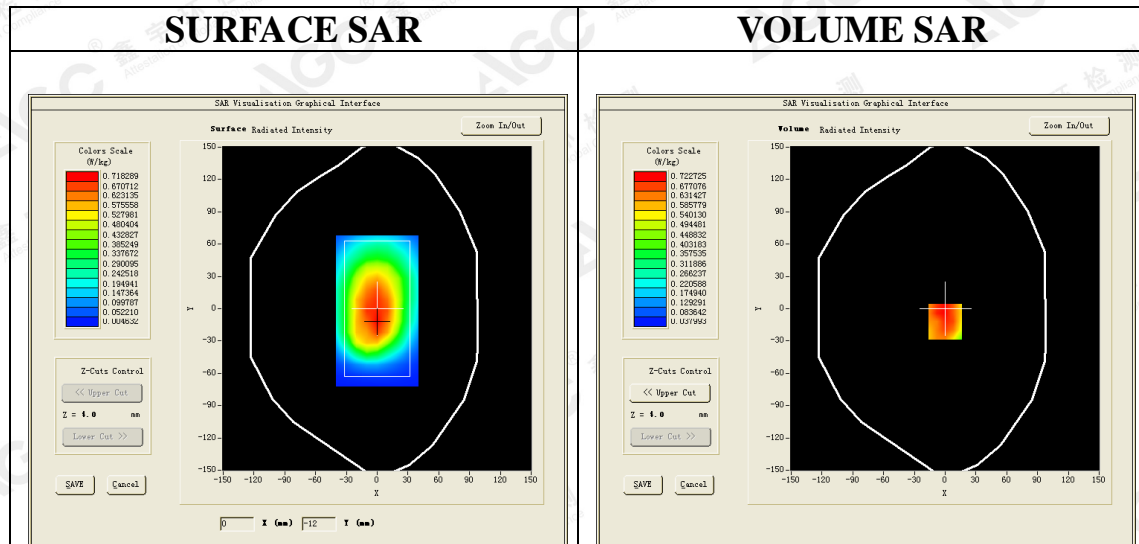 SURFACE SAR
VOLUME SAR
SAR Visualisation Graphical Interface
Surface Radiated Intensity
Zoom In/Out
Colors Scale
(W/kg)
0.718289
0.670712
0.623135
0.575558
0.527981
0.480404
0.432827
0.385249
0.337672
0.290095
0.242518
0.194941
0.147364
0.099787
0.052210
0.004632
150
120
90
60
30
0
-30
-60
-90
-120
-150
Y
-150 -120 -90 -60 -30 0 30 60 90 120 150
X
Z-Cuts Control
<< Upper Cut
Z = 4.0 mm
Lower Cut >>
SAVE Cancel
0 X (mm) -12 Y (mm)
SAR Visualisation Graphical Interface
Volume Radiated Intensity
Zoom In/Out
Colors Scale
(W/kg)
0.722725
0.677076
0.631427
0.585779
0.540130
0.494481
0.448832
0.403183
0.357535
0.311886
0.266237
0.220588
0.174940
0.129291
0.083642
0.037993
150
120
90
60
30
0
-30
-60
-90
-120
-150
Y
-150 -120 -90 -60 -30 0 30 60 90 120 150
X
Z-Cuts Control
<< Upper Cut
Z = 4.0 mm
Lower Cut >>
SAVE Cancel